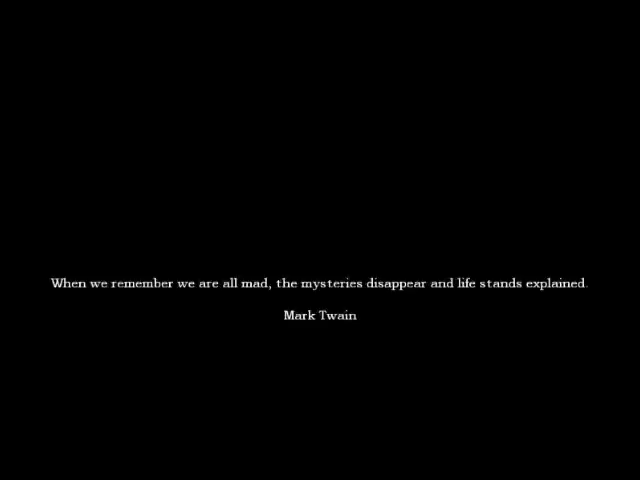 When we remember we are all mad, the mysteries disappear and life stands explained.
Mark Twain